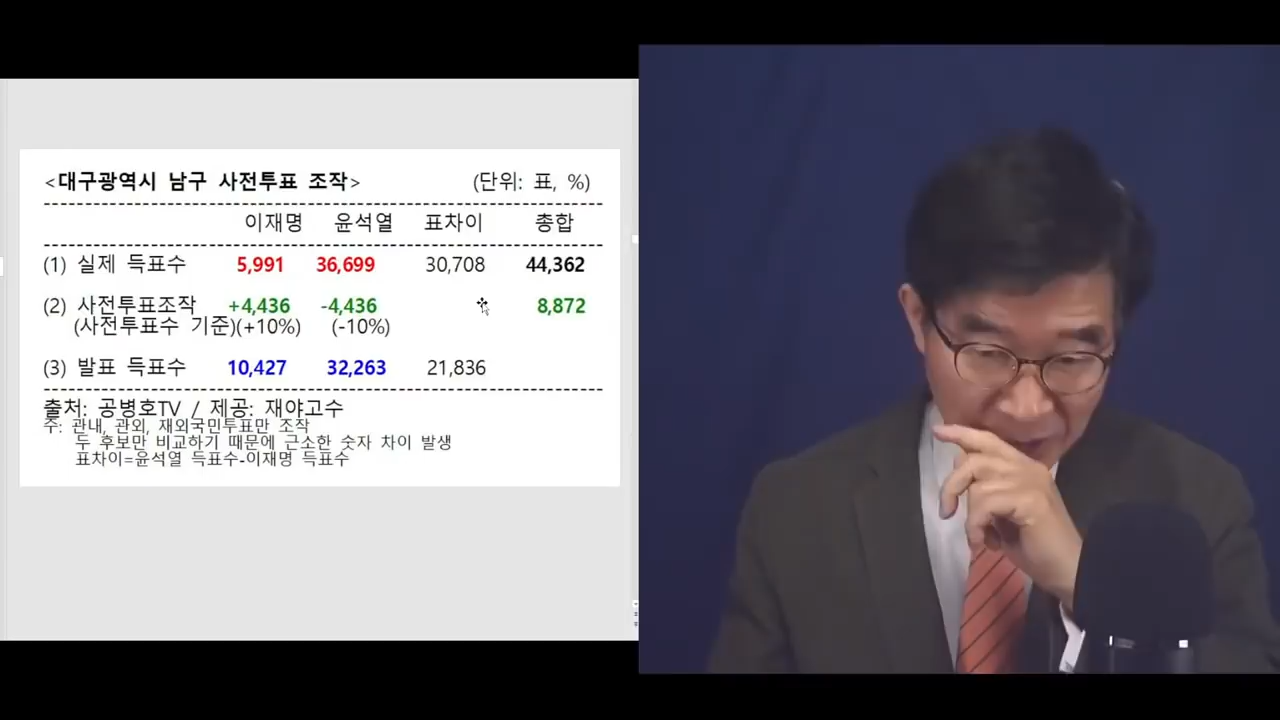 <대구광역시 남구 사전투표 조작> (단위: 표, %)
이재명 윤석열 표차이 총합
(1) 실제 득표수 5,991 36,699 30,708 44,362
(2) 사전투표조작 +4,436 -4,436 8,872
(사전투표수 기준)(+10%) (-10%)
(3) 발표 득표수 10,427 32,263 21,836
출처: 공병호TV / 제공: 재야고수
주: 관내, 관외, 재외국민투표만 조작
두 후보만 비교하기 때문에 근소한 숫자 차이 발생
표차이=윤석열 득표수-이재명 득표수